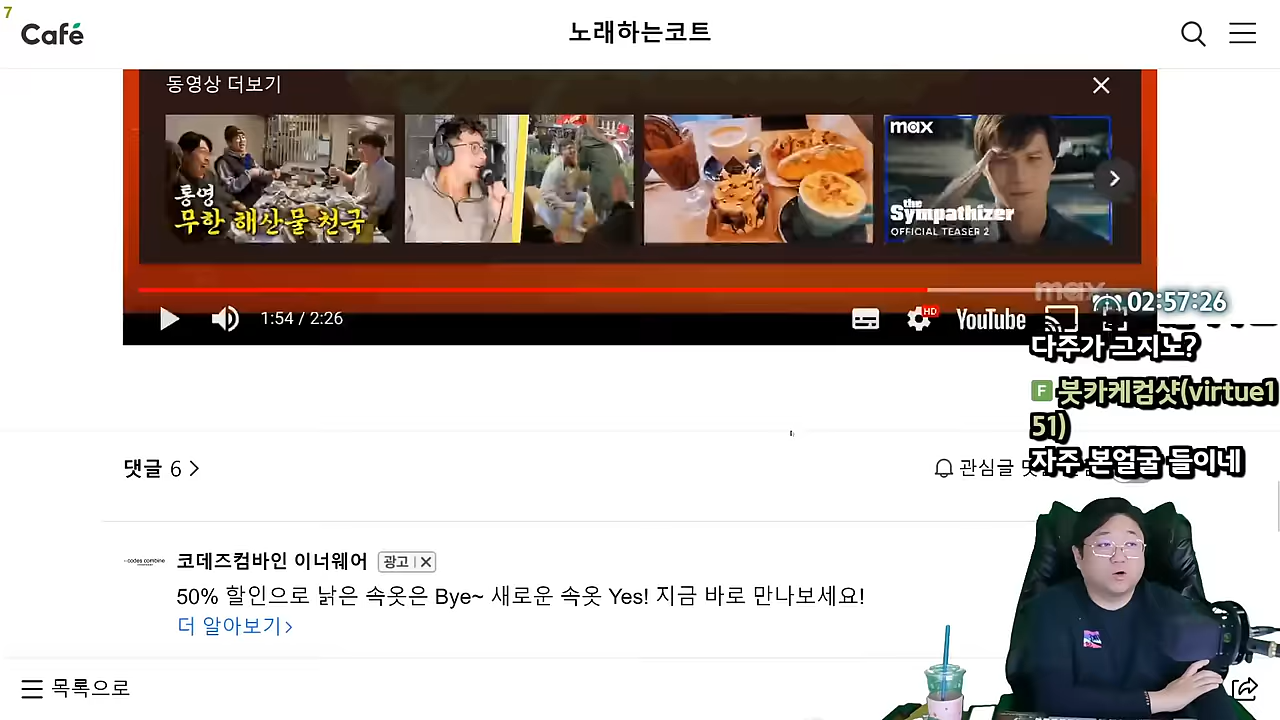 7
Café
노래하는코트
동영상 더보기
통영
무한 해산물 천국
max
the
Sympathizer
OFFICIAL TEASER 2
max
02:57:26
1:54 / 2:26
HD
YouTube
다주가 그지노?
F 붓카케컴샷(virtue1
51)
자주 본얼굴 들이네
댓글 6
관심글
codes combine
코데즈컴바인 이너웨어
광고
50% 할인으로 낡은 속옷은 Bye~ 새로운 속옷 Yes! 지금 바로 만나보세요!
더 알아보기
목록으로